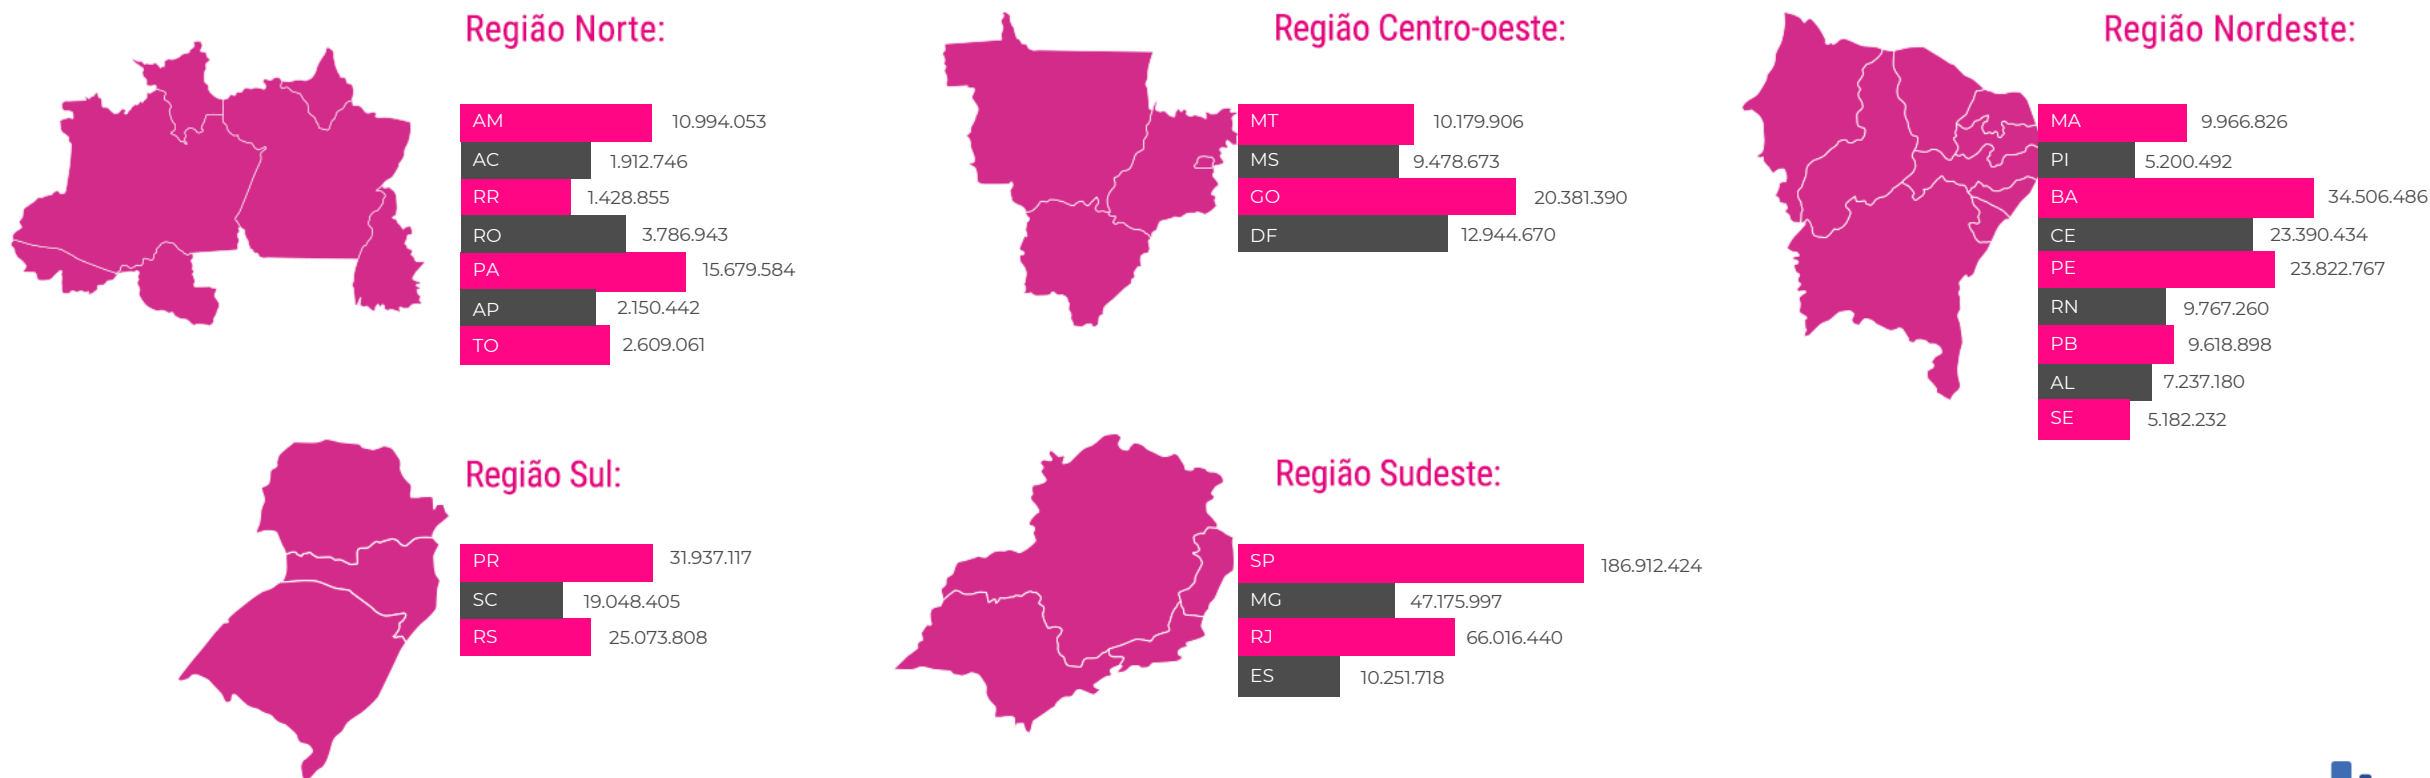 Região Norte:
AM 10.994.053
AC 1.912.746
RR 1.428.855
RO 3.786.943
PA 15.679.584
AP 2.150.442
TO 2.609.061
Região Centro-oeste:
MT 10.179.906
MS 9.478.673
GO 20.381.390
DF 12.944.670
Região Nordeste:
MA 9.966.826
PI 5.200.492
BA 34.506.486
CE 23.390.434
PE 23.822.767
RN 9.767.260
PB 9.618.898
AL 7.237.180
SE 5.182.232
Região Sul:
PR 31.937.117
SC 19.048.405
RS 25.073.808
Região Sudeste:
SP 186.912.424
MG 47.175.997
RJ 66.016.440
ES 10.251.718